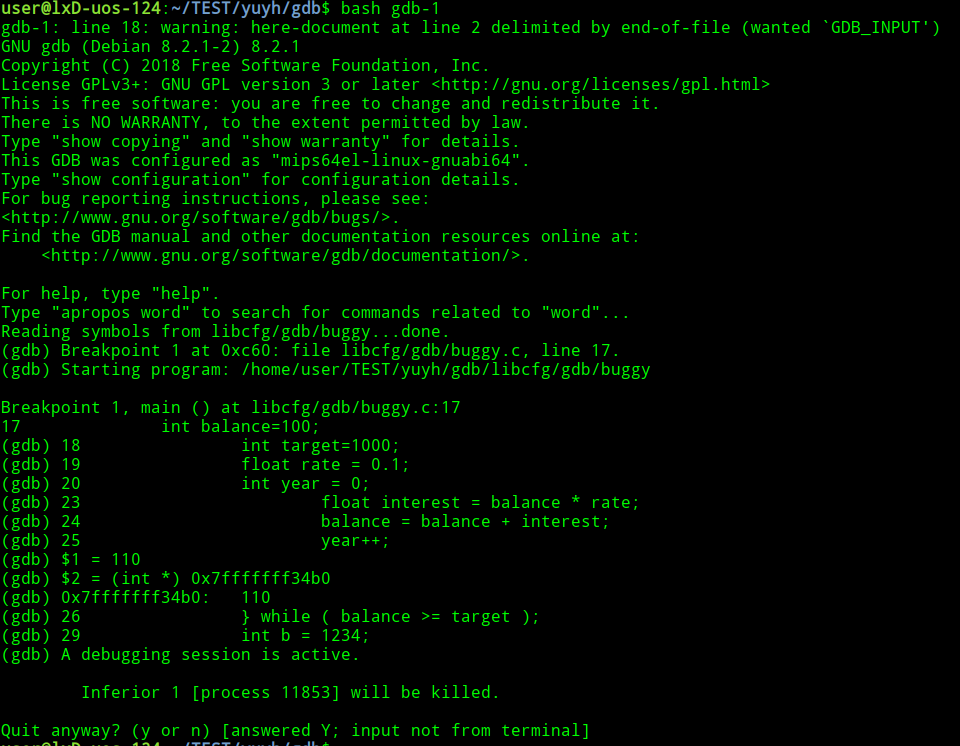 user@lxD-uos-124:~/TEST/yuyh/gdb$ bash gdb-1
gdb-1: line 18: warning: here-document at line 2 delimited by end-of-file (wanted `GDB_INPUT')
GNU gdb (Debian 8.2.1-2) 8.2.1
Copyright (C) 2018 Free Software Foundation, Inc.
License GPLv3+: GNU GPL version 3 or later <http://gnu.org/licenses/gpl.html>
This is free software: you are free to change and redistribute it.
There is NO WARRANTY, to the extent permitted by law.
Type "show copying" and "show warranty" for details.
This GDB was configured as "mips64el-linux-gnuabi64".
Type "show configuration" for configuration details.
For bug reporting instructions, please see:
<http://www.gnu.org/software/gdb/bugs/>.
Find the GDB manual and other documentation resources online at:
    <http://www.gnu.org/software/gdb/documentation/>.

For help, type "help".
Type "apropos word" to search for commands related to "word"...
Reading symbols from libcfg/gdb/buggy...done.
(gdb) Breakpoint 1 at 0xc60: file libcfg/gdb/buggy.c, line 17.
(gdb) Starting program: /home/user/TEST/yuyh/gdb/libcfg/gdb/buggy

Breakpoint 1, main () at libcfg/gdb/buggy.c:17
17              int balance=100;
(gdb) 18                int target=1000;
(gdb) 19                float rate = 0.1;
(gdb) 20                int year = 0;
(gdb) 23                        float interest = balance * rate;
(gdb) 24                        balance = balance + interest;
(gdb) 25                        year++;
(gdb) $1 = 110
(gdb) $2 = (int *) 0x7fffffff34b0
(gdb) 0x7fffffff34b0:   110
(gdb) 26                } while ( balance >= target );
(gdb) 29                int b = 1234;
(gdb) A debugging session is active.

        Inferior 1 [process 11853] will be killed.

Quit anyway? (y or n) [answered Y; input not from terminal]
user@lxD-uos-124:~/TEST/yuyh/gdb$